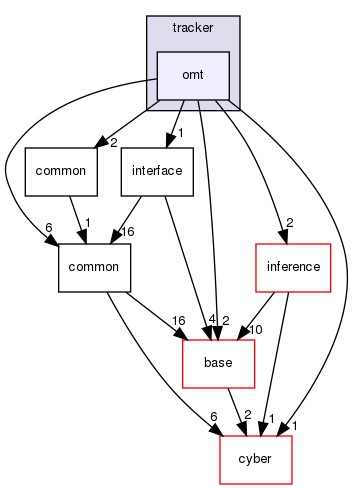 tracker
omt
2
1
common
interface
1
6
16
2
common
inference
16
4
2
10
base
6
2
1
1
cyber